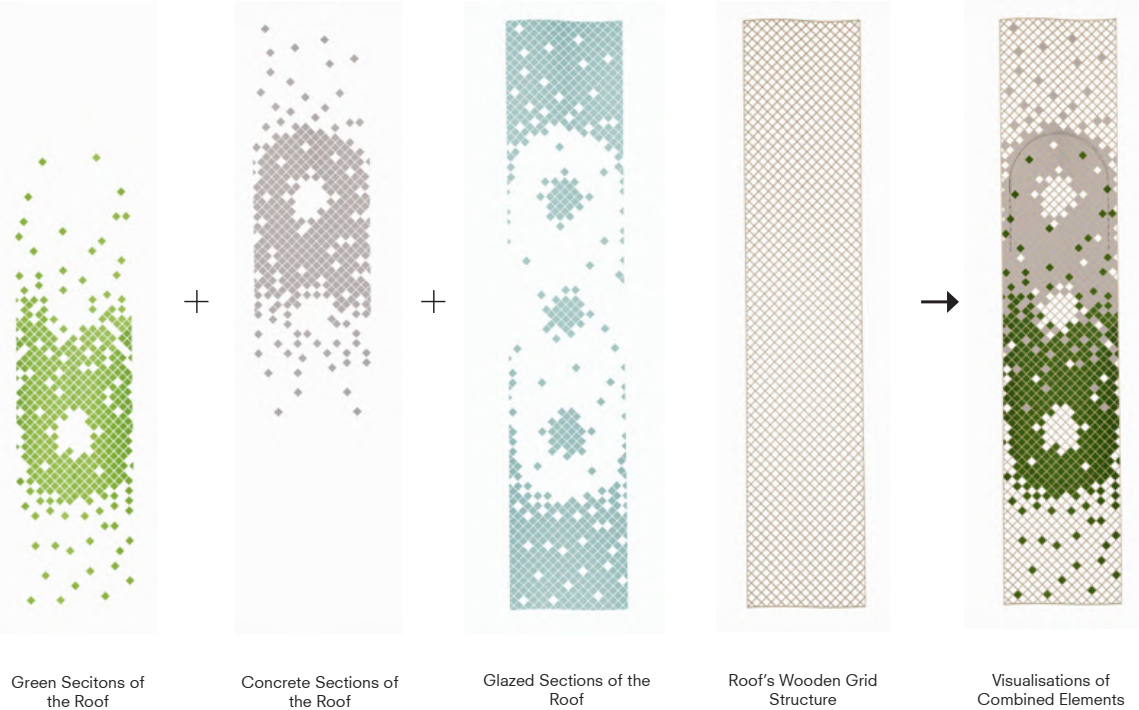 Green Secitons of
the Roof
Concrete Sections of
the Roof
Glazed Sections of the
Roof
Roof's Wooden Grid
Structure
Visualisations of
Combined Elements